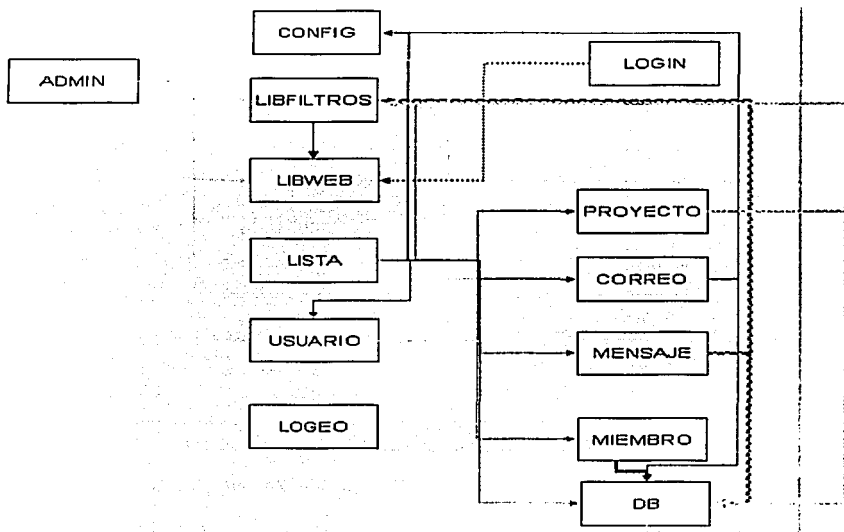 CONFIG
LOGIN
ADMIN
LIBFILTROS
LIBWEB
PROYECTO
LISTA
CORREO
USUARIO
MENSAJE
LOGEO
MIEMBRO
DB